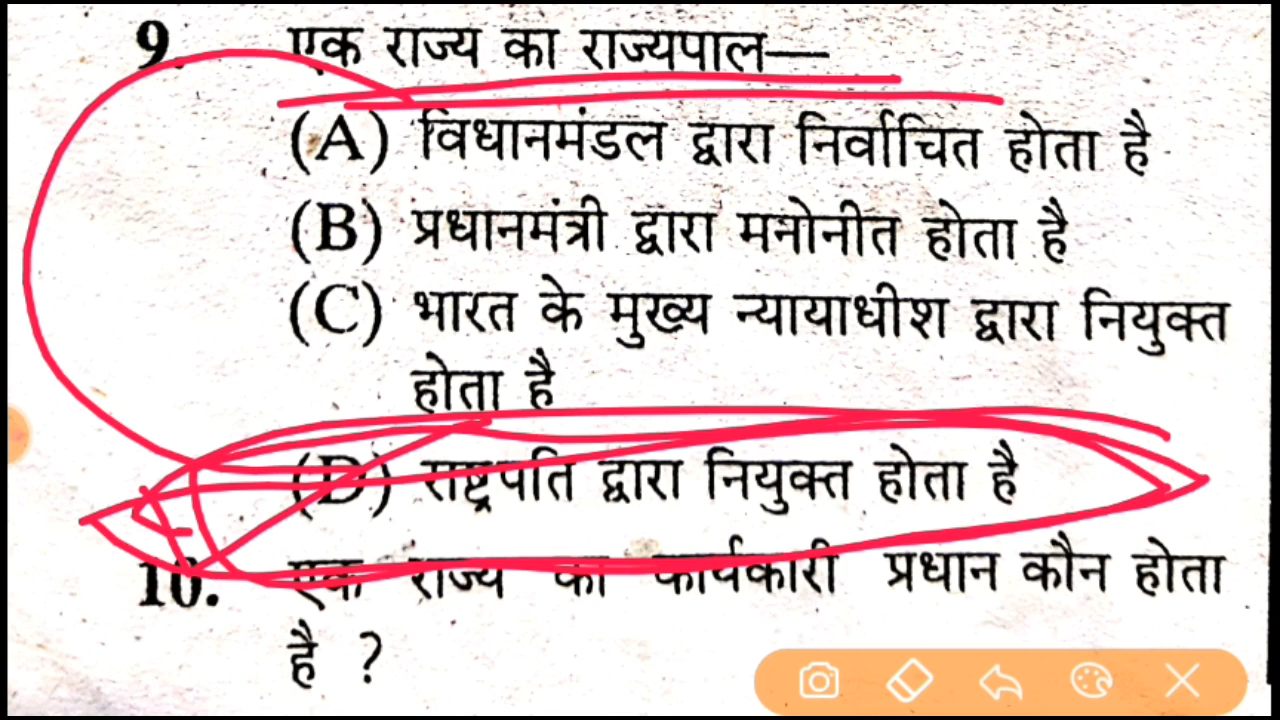 9. एक राज्य का राज्यपाल—
(A) विधानमंडल द्वारा निर्वाचित होता है
(B) प्रधानमंत्री द्वारा मनोनीत होता है
(C) भारत के मुख्य न्यायाधीश द्वारा नियुक्त
होता है
(D) राष्ट्रपति द्वारा नियुक्त होता है
10. एक राज्य का कार्यकारी प्रधान कौन होता
है ?